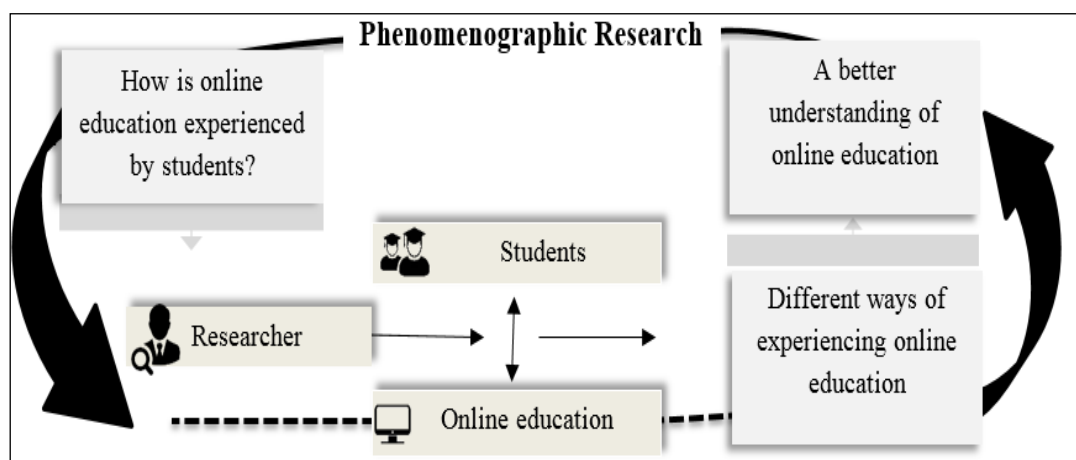 Phenomenographic Research
How is online
education experienced
by students?
A better
understanding of
online education
Students
Researcher
Different ways of
experiencing online
education
Online education